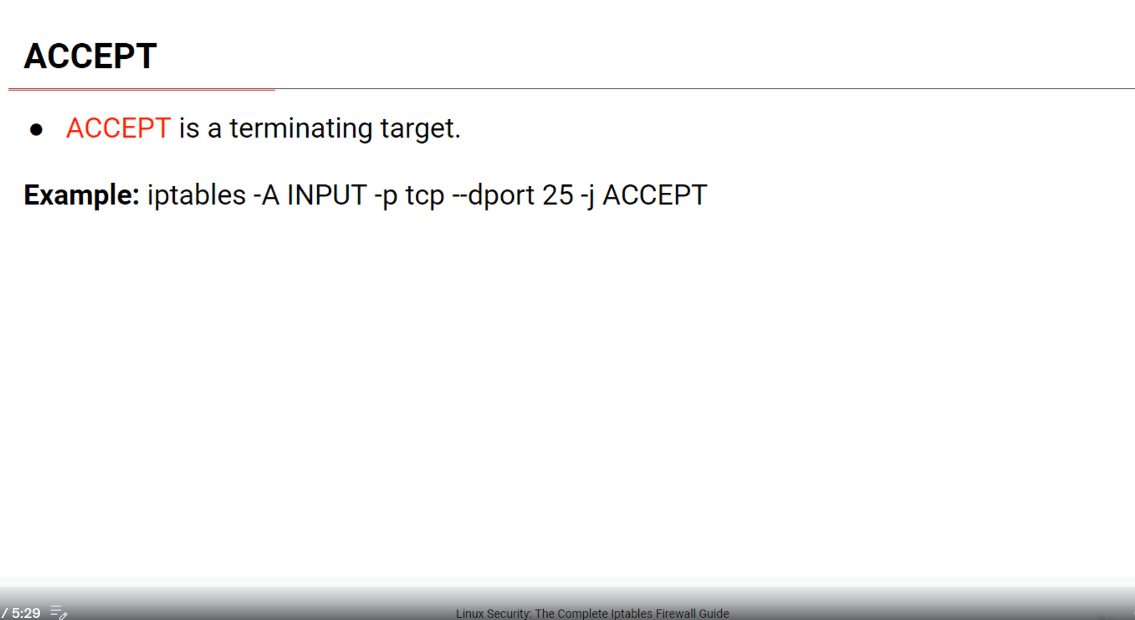 ACCEPT
● ACCEPT is a terminating target.
Example: iptables -A INPUT -p tcp --dport 25 -j ACCEPT
/ 5:29
Linux Security: The Complete Iptables Firewall Guide